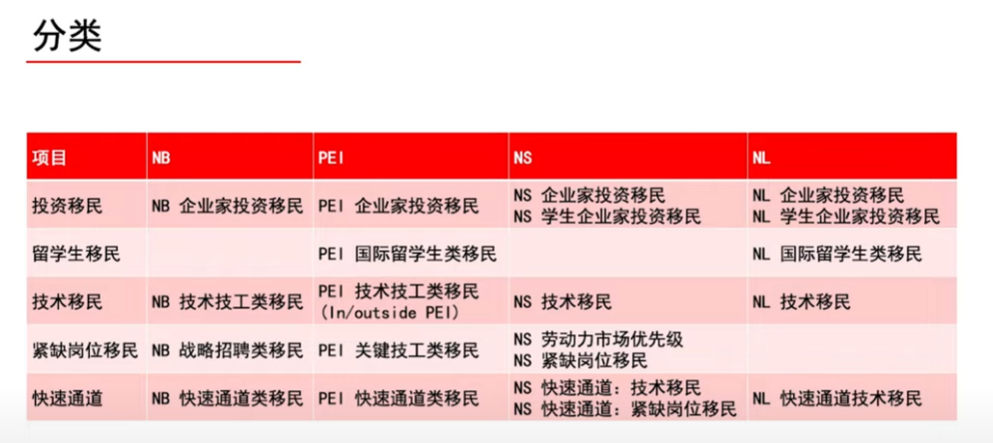 分类
项目 NB PEI NS NL
投资移民 NB 企业家投资移民 PEI 企业家投资移民 NS 企业家投资移民 NL 企业家投资移民
NS 学生企业家投资移民 NL 学生企业家投资移民
留学生移民 PEI 国际留学生类移民 NL 国际留学生类移民
技术移民 NB 技术技工类移民 PEI 技术技工类移民 NS 技术移民 NL 技术移民
(In/outside PEI)
紧缺岗位移民 NB 战略招聘类移民 PEI 关键技工类移民 NS 劳动力市场优先级
NS 紧缺岗位移民
快速通道 NB 快速通道类移民 PEI 快速通道类移民 NS 快速通道：技术移民 NL 快速通道技术移民
NS 快速通道：紧缺岗位移民